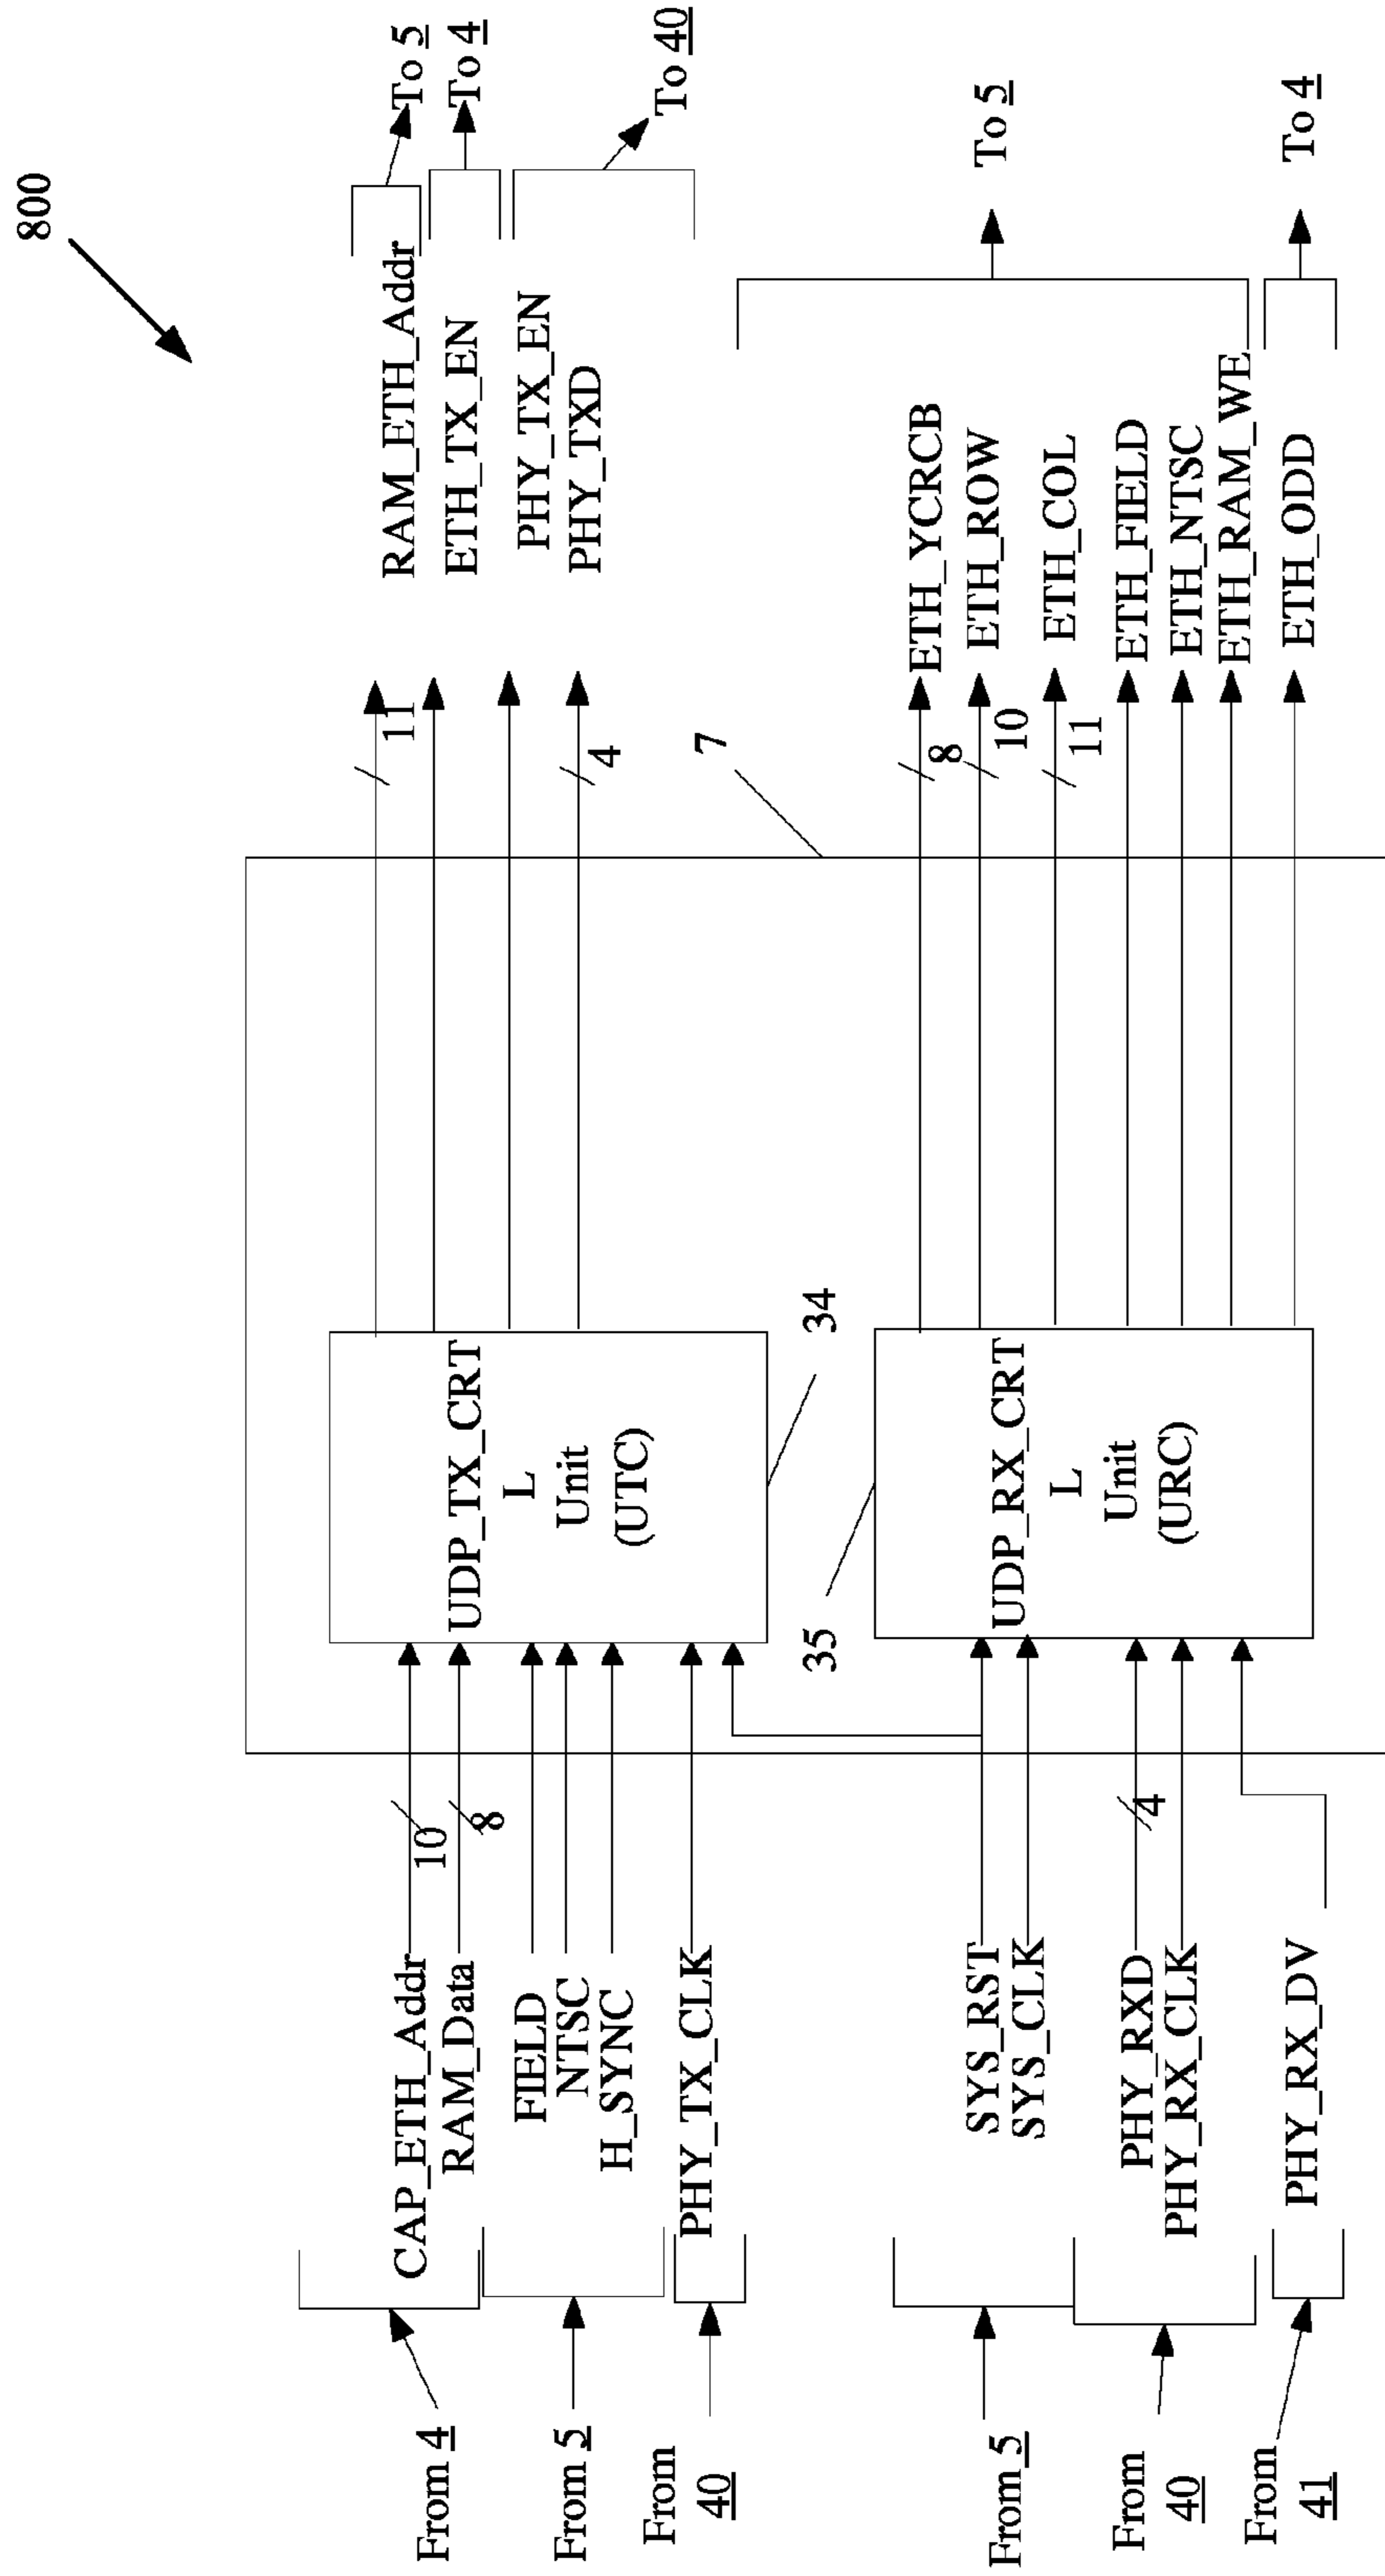 800
From 4
CAP_ETH_Addr
10
RAM_Data
8
From 5
FIELD
NTSC
H_SYNC
From
40
PHY_TX_CLK
From 5
SYS_RST
SYS_CLK
From
40
PHY_RXD
4
PHY_RX_CLK
From
41
PHY_RX_DV
UDP_TX_CRT
L
Unit
(UTC)
34
35
UDP_RX_CRT
L
Unit
(URC)
7
11
RAM_ETH_Addr
To 5
ETH_TX_EN
To 4
PHY_TX_EN
4
PHY_TXD
To 40
8
ETH_YCRCB
10
ETH_ROW
11
ETH_COL
ETH_FIELD
ETH_NTSC
ETH_RAM_WE
To 5
ETH_ODD
To 4